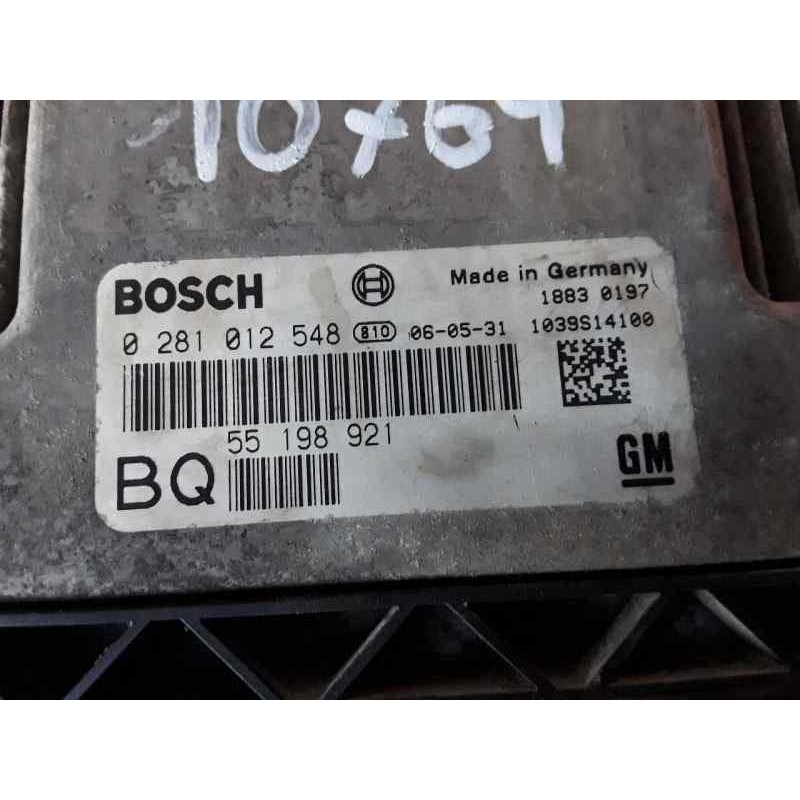 10764
BOSCH Made in Germany
1883 0197
0 281 012 548 810 06-05-31 1039S14100
55 198 921
BQ
GM